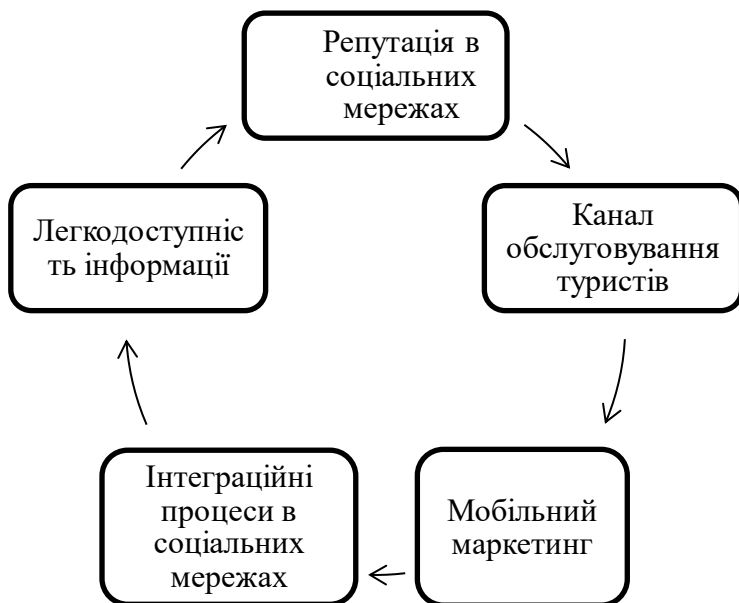 Репутація в
соціальних
мережах
Канал
обслуговування
туристів
Мобільний
маркетинг
Інтеграційні
процеси в
соціальних
мережах
Легкодоступніс
ть інформації